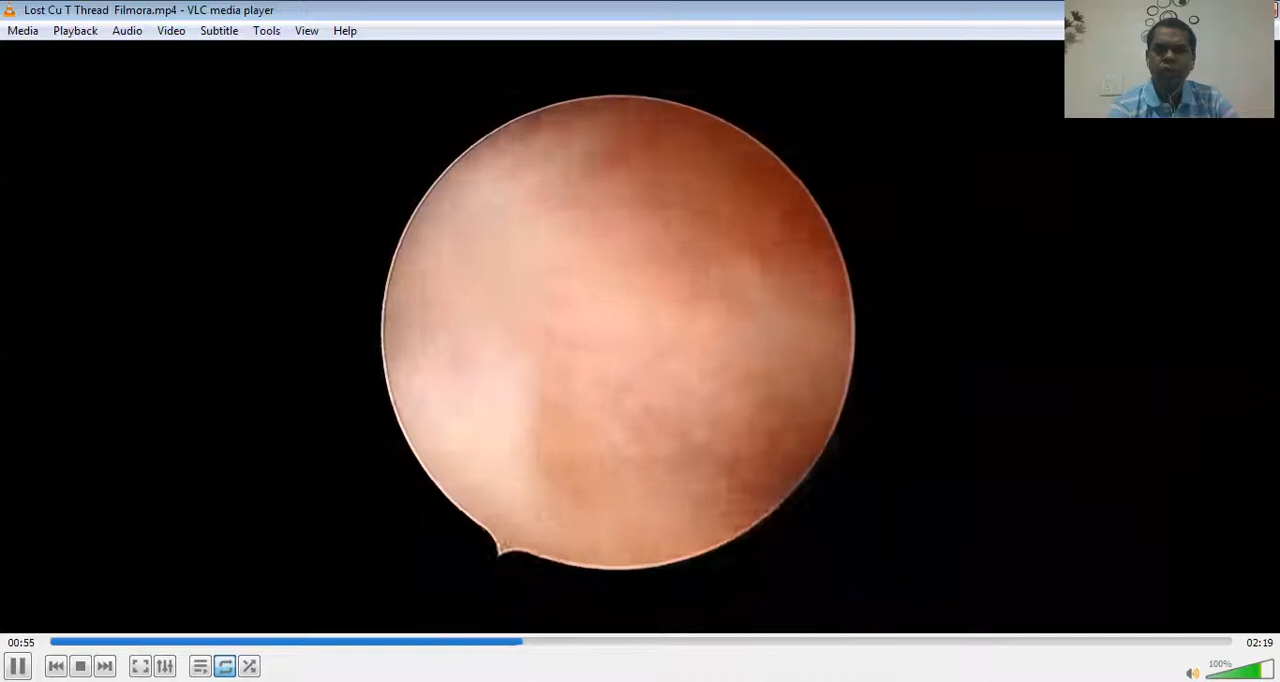 Lost Cu T Thread  Filmora.mp4 - VLC media player
Media Playback Audio Video Subtitle Tools View Help
00:55
02:19
100%